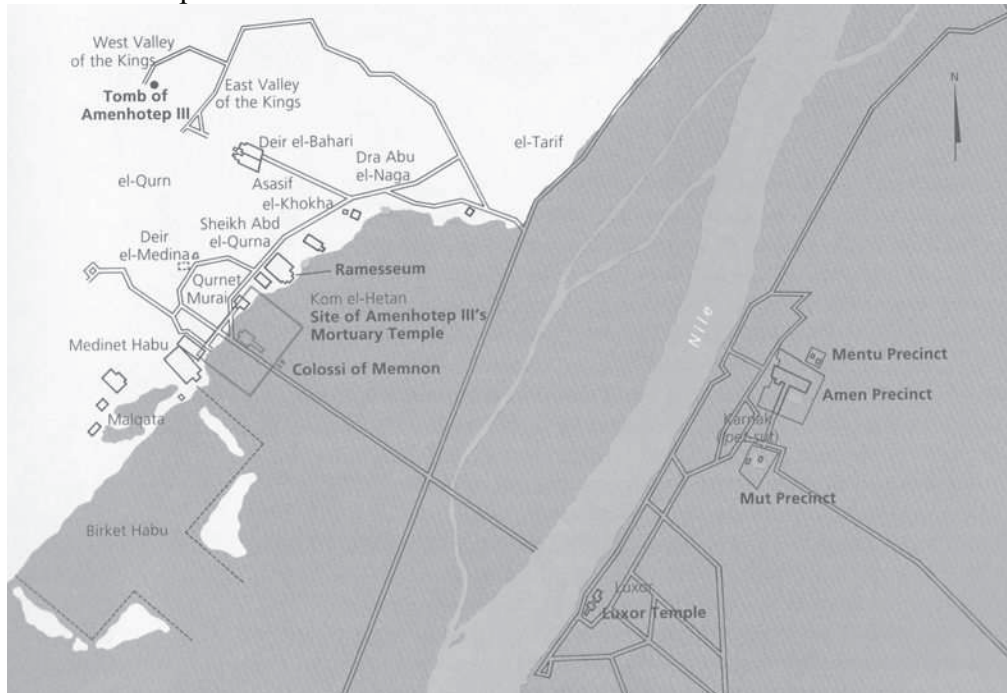 West Valley
of the Kings
Tomb of
Amenhotep III
East Valley
of the Kings
N
Deir el-Bahari
el-Tarif
Dra Abu
el-Naga
el-Qurn
Asasif
el-Khokha
Sheikh Abd
el-Qurna
Deir
el-Medina
Ramesseum
Qurnet
Murai
Kom el-Hetan
Site of Amenhotep III's
Mortuary Temple
Nile
Medinet Habu
Mentu Precinct
Colossi of Memnon
Amen Precinct
Malqata
Karnak
Mut Precinct
Birket Habu
Luxor
Luxor Temple